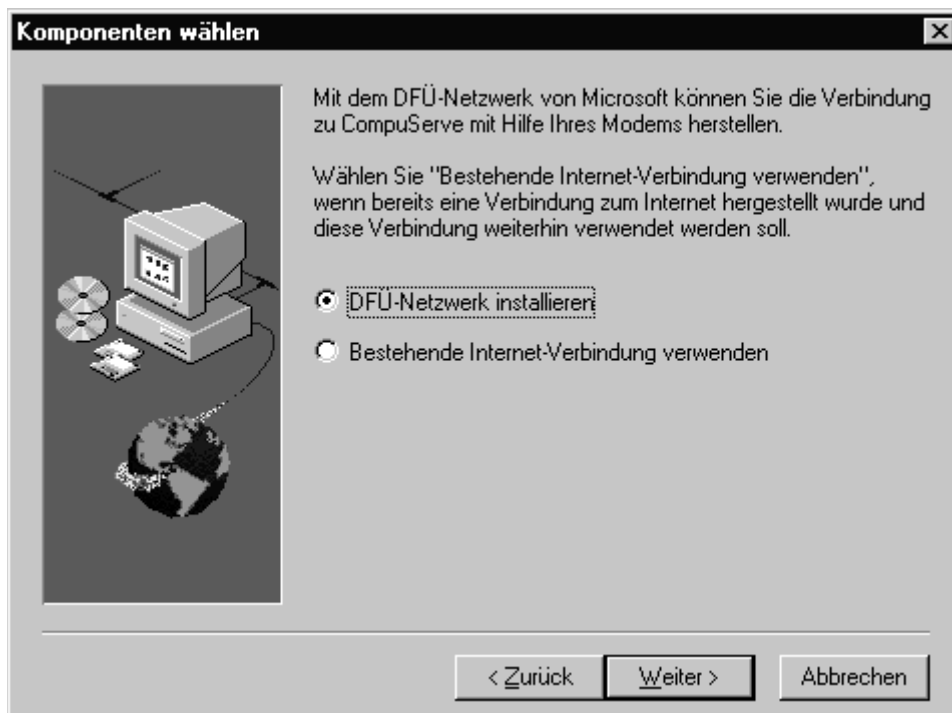 Komponenten wählen
Mit dem DFÜ-Netzwerk von Microsoft können Sie die Verbindung
zu CompuServe mit Hilfe Ihres Modems herstellen.
Wählen Sie "Bestehende Internet-Verbindung verwenden",
wenn bereits eine Verbindung zum Internet hergestellt wurde und
diese Verbindung weiterhin verwendet werden soll.
DFÜ-Netzwerk installieren
Bestehende Internet-Verbindung verwenden
< Zurück
Weiter >
Abbrechen